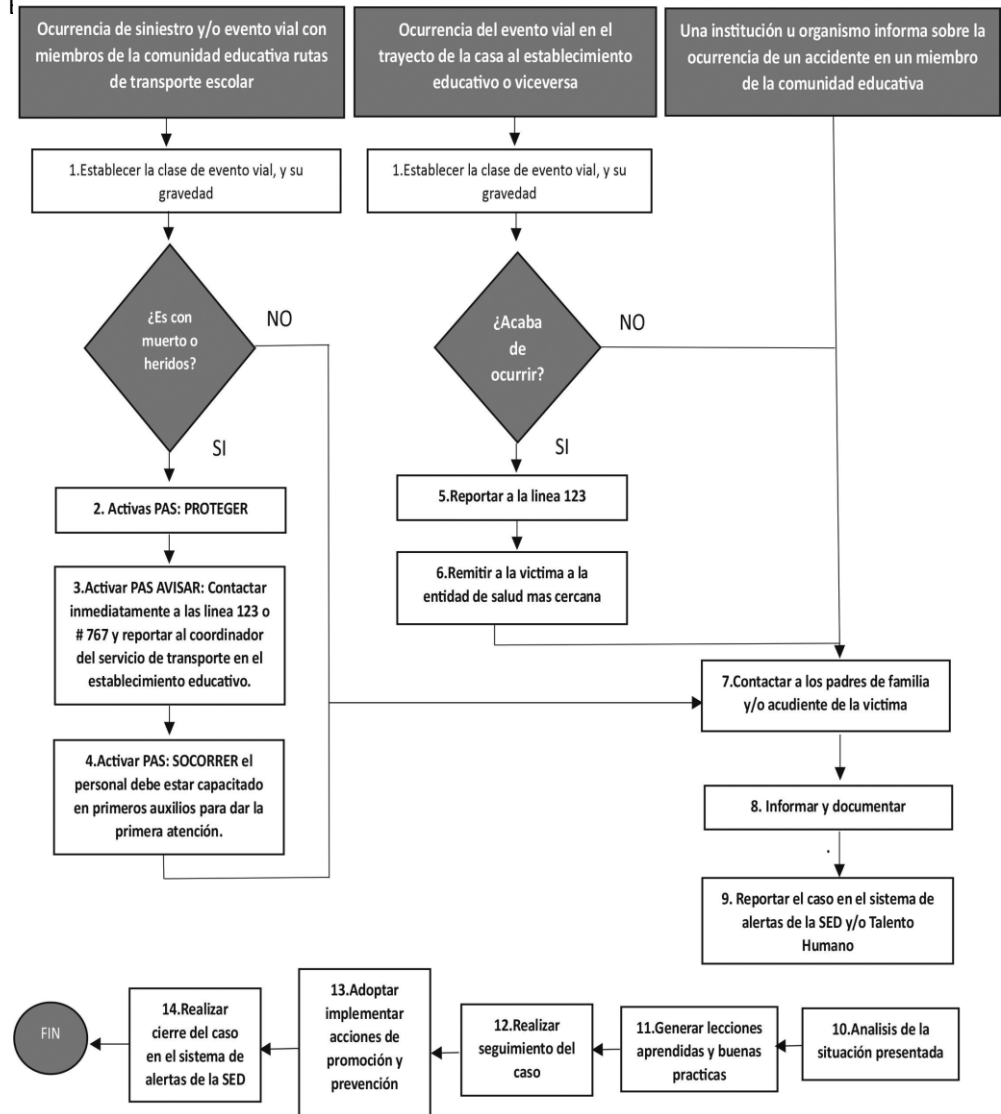 Ocurrencia de siniestro y/o evento vial con
miembros de la comunidad educativa rutas
de transporte escolar
Ocurrencia del evento vial en el
trayecto de la casa al establecimiento
educativo o viceversa
Una institución u organismo informa sobre la
ocurrencia de un accidente en un miembro
de la comunidad educativa
1.Establecer la clase de evento vial, y su
gravedad
1.Establecer la clase de evento vial, y su
gravedad
¿Es con
muerto o
heridos?
NO
SI
¿Acaba
de
ocurrir?
NO
SI
2. Activas PAS: PROTEGER
3.Activar PAS AVISAR: Contactar
inmediatamente a las linea 123 o
# 767 y reportar al coordinador
del servicio de transporte en el
establecimiento educativo.
4.Activar PAS: SOCORRER el
personal debe estar capacitado
en primeros auxilios para dar la
primera atención.
5.Reportar a la linea 123
6.Remitir a la victima a la
entidad de salud mas cercana
7.Contactar a los padres de familia
y/o acudiente de la victima
8. Informar y documentar
9. Reportar el caso en el sistema de
alertas de la SED y/o Talento
Humano
10.Analisis de la
situación presentada
11.Generar lecciones
aprendidas y buenas
practicas
12.Realizar
seguimiento del
caso
13.Adoptar
implementar
acciones de
promoción y
prevención
14.Realizar
cierre del caso
en el sistema de
alertas de la SED
FIN